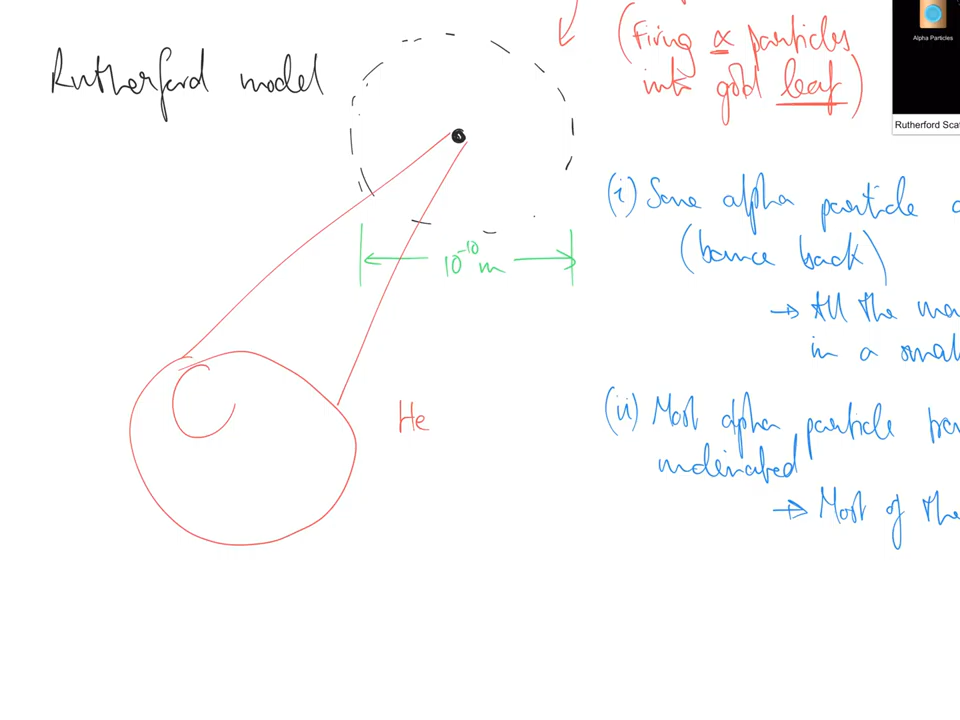 Rutherford model
(Firing α particles
into gold leaf)
Alpha Particles
Rutherford Scat
10⁻¹⁰ m
(i) Some alpha particle
(bounce back)
→ All the
in a small
He
(ii) Most alpha particle
→ Most of the